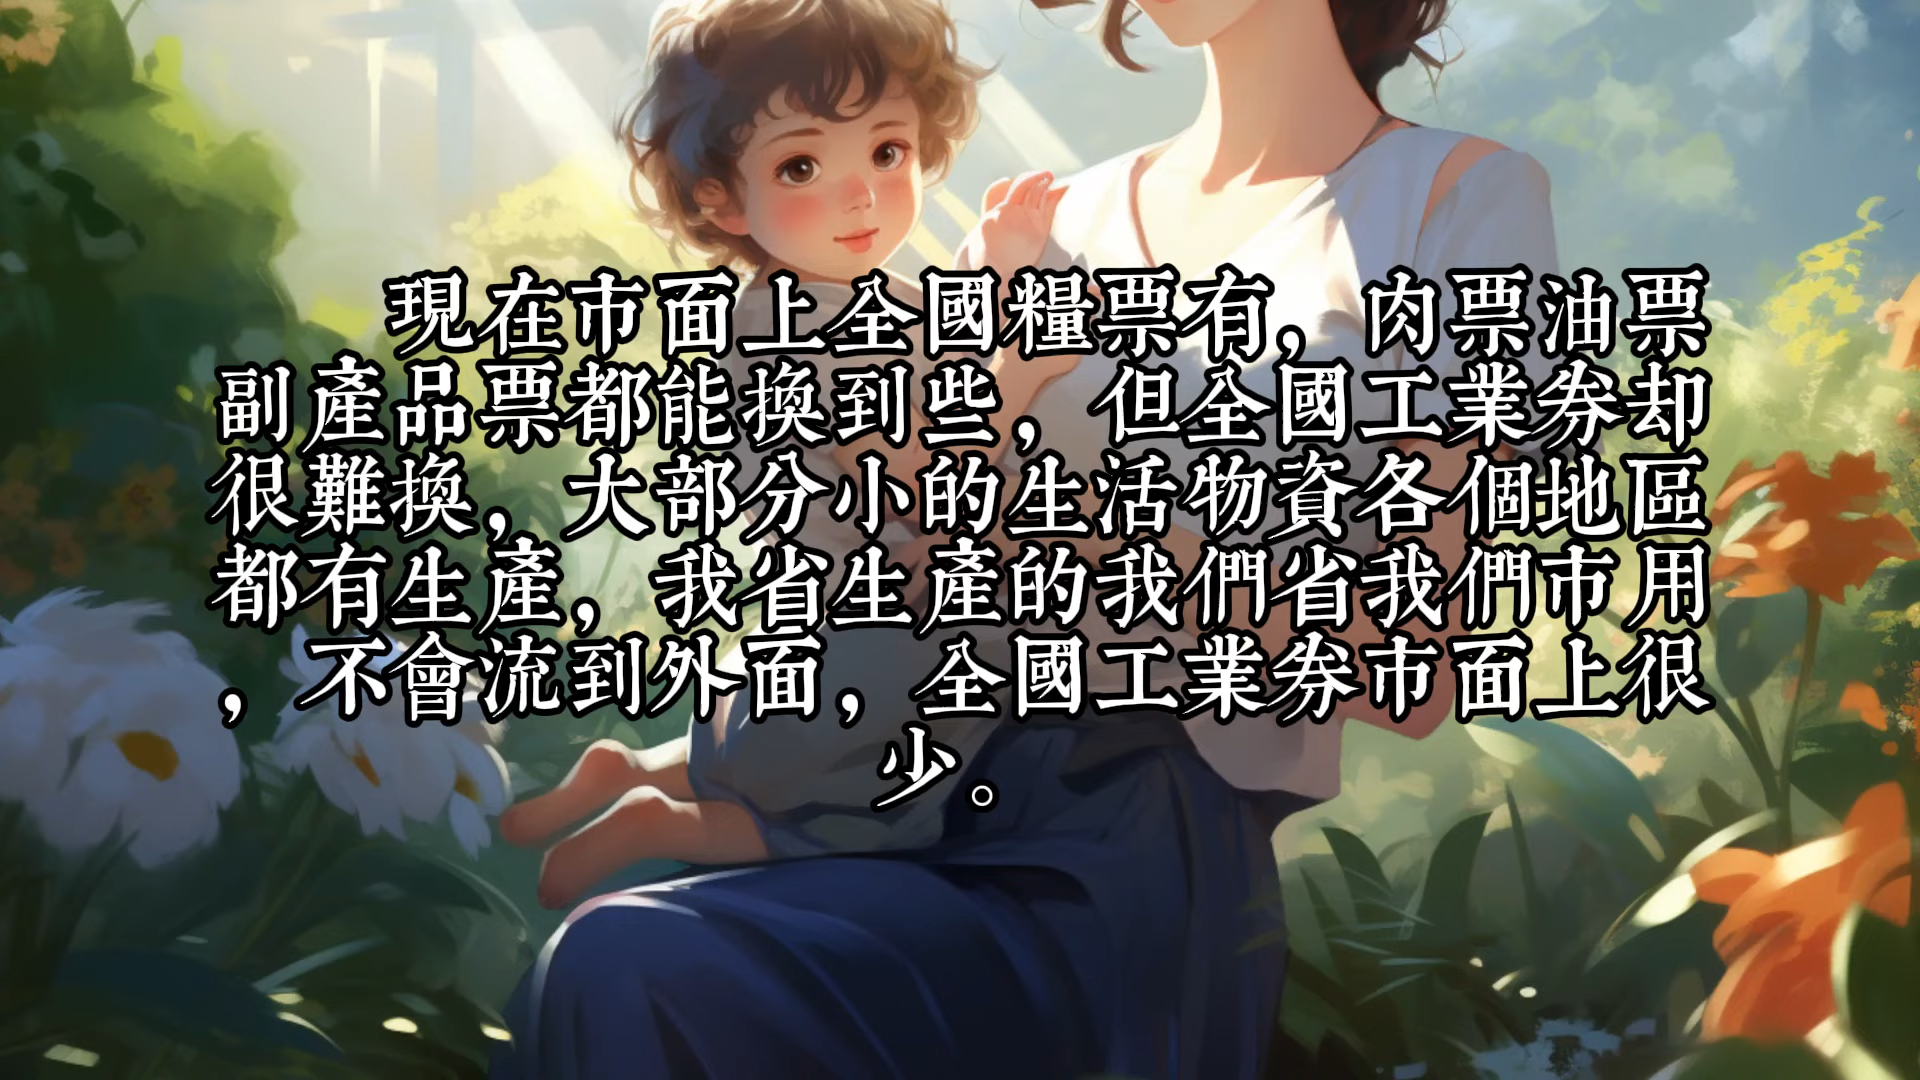 現在市面上全國糧票有，肉票油票
副產品票都能換到些，但全國工業券却
很難換，大部分小的生活物資各個地區
都有生產，我省生產的我們省我們市用
，不會流到外面，全國工業券市面上很
少。